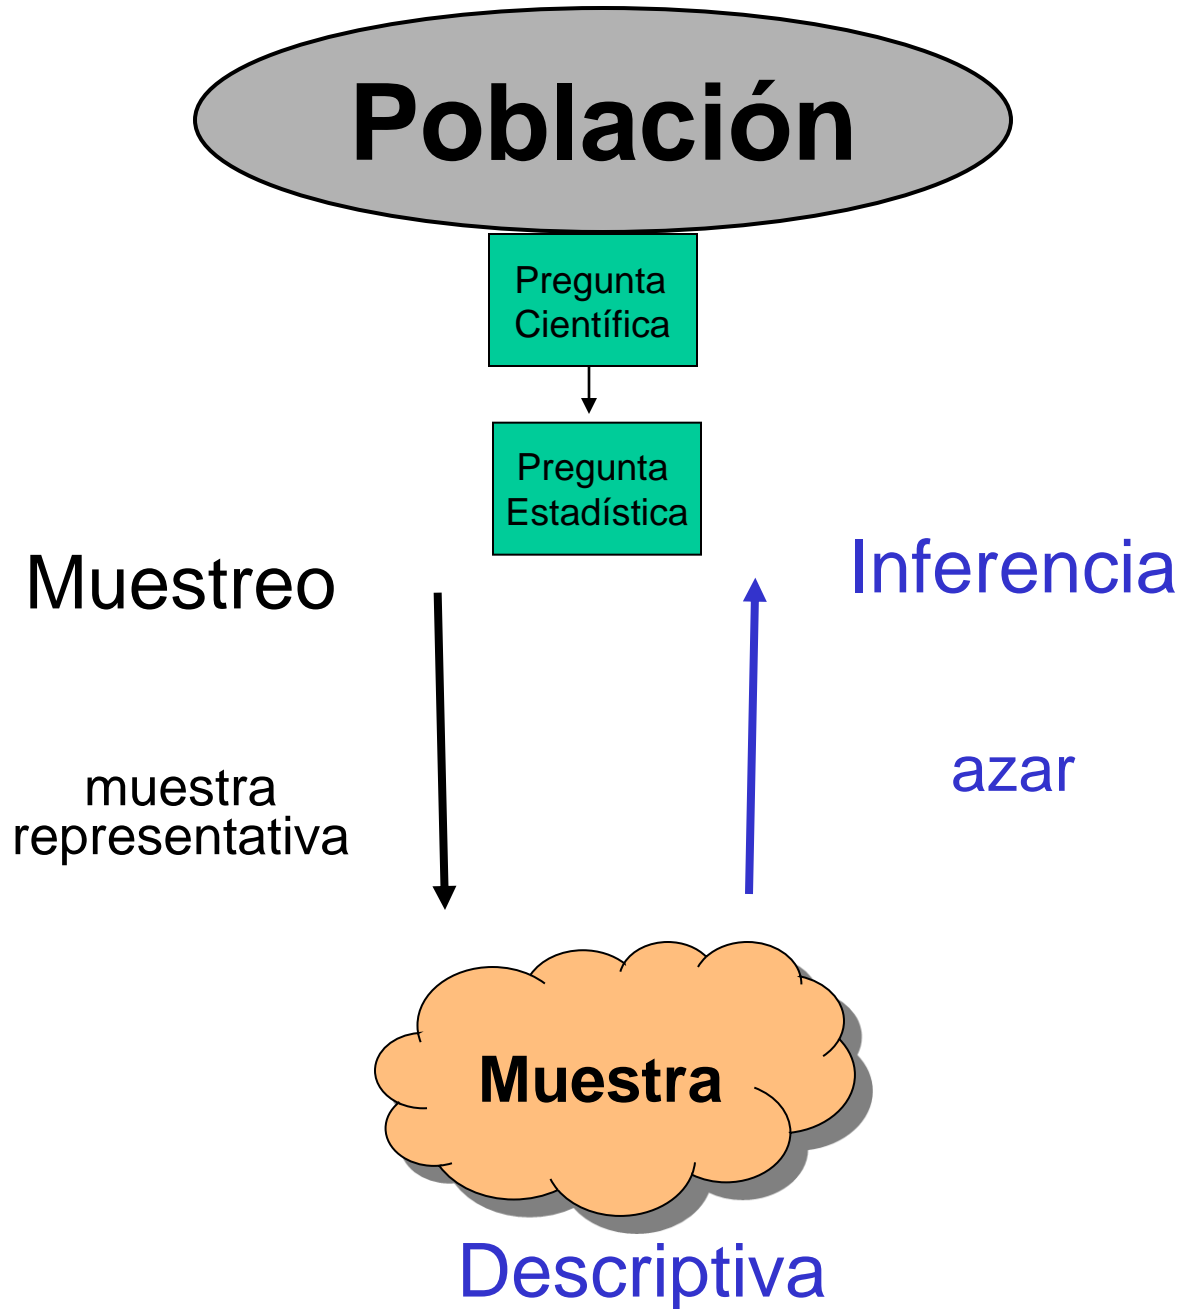 Población
Pregunta
Científica
Pregunta
Estadística
Muestreo
Inferencia
muestra
representativa
azar
Muestra
Descriptiva